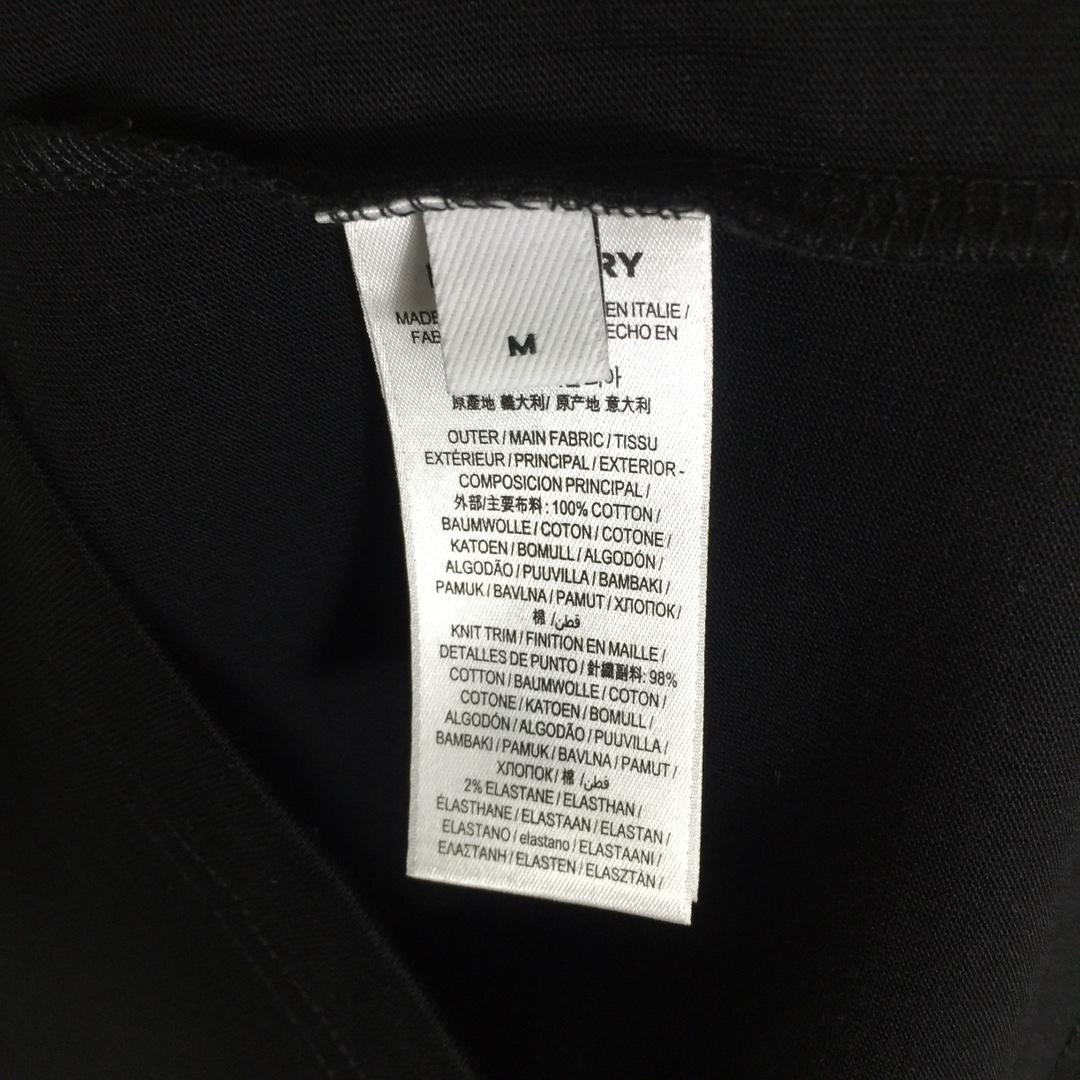 RY
MADE EN ITALIE /
FAB ECHO EN
M
原產地 義大利/ 原产地 意大利
OUTER / MAIN FABRIC / TISSU
EXTÉRIEUR / PRINCIPAL / EXTERIOR -
COMPOSICION PRINCIPAL /
外部/主要布料: 100% COTTON /
BAUMWOLLE / COTON / COTONE /
KATOEN / BOMULL / ALGODÓN /
ALGODÃO / PUUVILLA / BAMBAKI /
PAMUK / BAVLNA / PAMUT / ХЛОПОК /
棉 / قطن
KNIT TRIM / FINITION EN MAILLE /
DETALLES DE PUNTO / 針織副料: 98%
COTTON / BAUMWOLLE / COTON /
COTONE / KATOEN / BOMULL /
ALGODÓN / ALGODÃO / PUUVILLA /
BAMBAKI / PAMUK / BAVLNA / PAMUT /
ХЛОПОК / 棉 / قطن
2% ELASTANE / ELASTHAN /
ÉLASTHANE / ELASTAAN / ELASTAN /
ELASTANO / elastano / ELASTAANI /
ΕΛΑΣΤΑΝΗ / ELASTEN / ELASZTAN /